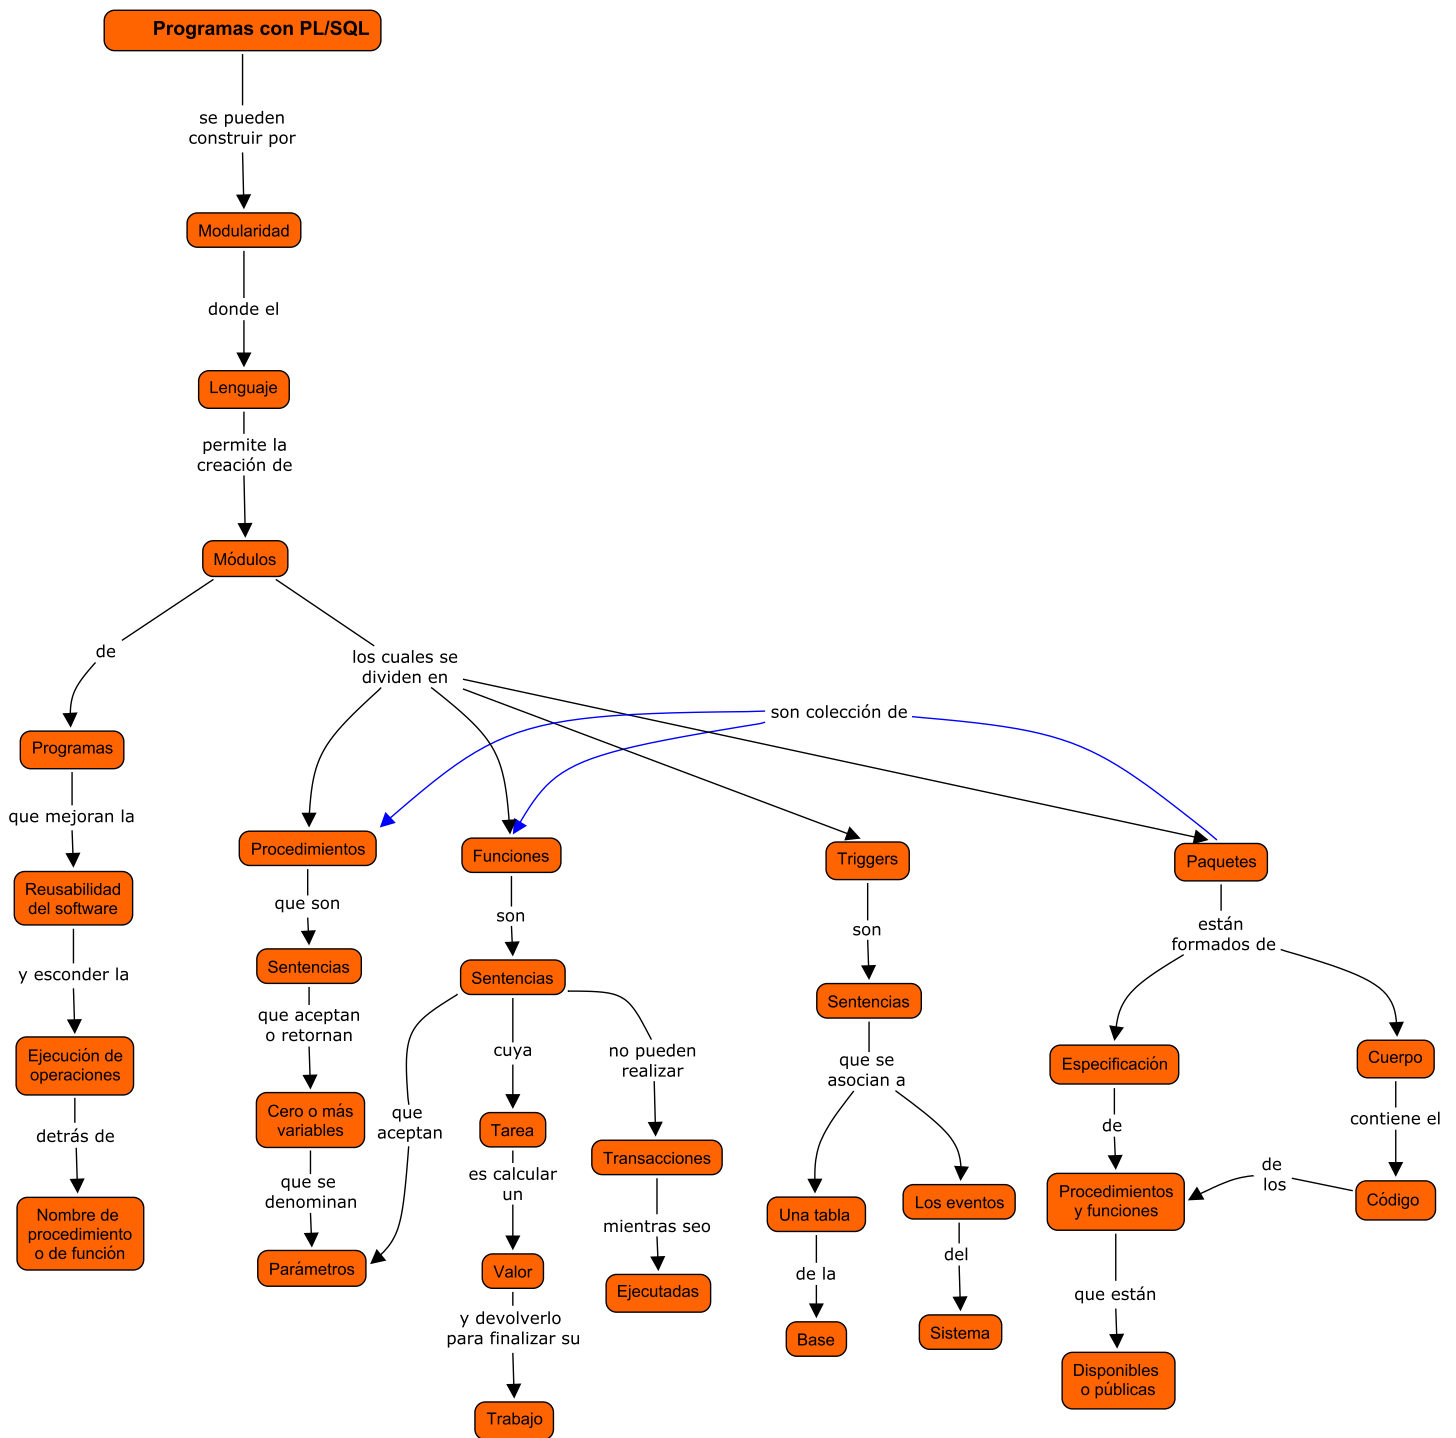 Programas con PL/SQL
se pueden
construir por
Modularidad
donde el
Lenguaje
permite la
creación de
Módulos
de
Programas
que mejoran la
Reusabilidad
del software
y esconder la
Ejecución de
operaciones
detrás de
Nombre de
procedimiento
o de función
los cuales se
dividen en
son colección de
Procedimientos
que son
Sentencias
que aceptan
o retornan
Cero o más
variables
que se
denominan
Parámetros
Funciones
son
Sentencias
que
aceptan
cuya
Tarea
es calcular
un
Valor
y devolverlo
para finalizar su
Trabajo
no pueden
realizar
Transacciones
mientras seo
Ejecutadas
Triggers
son
Sentencias
que se
asocian a
Una tabla
de la
Base
Los eventos
del
Sistema
Paquetes
están
formados de
Especificación
de
Procedimientos
y funciones
que están
Disponibles
o públicas
Cuerpo
contiene el
Código
de
los